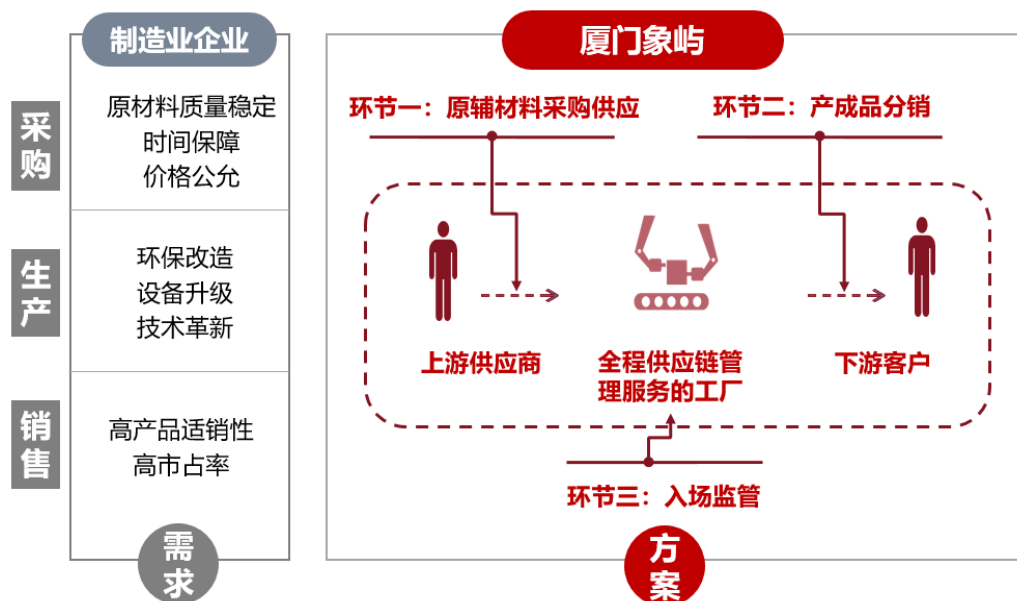 制造业企业
采购
原材料质量稳定
时间保障
价格公允
生产
环保改造
设备升级
技术革新
销售
高产品适销性
高市占率
需求
厦门象屿
环节一：原辅材料采购供应
环节二：产成品分销
上游供应商
全程供应链管
理服务的工厂
下游客户
环节三：入场监管
方案